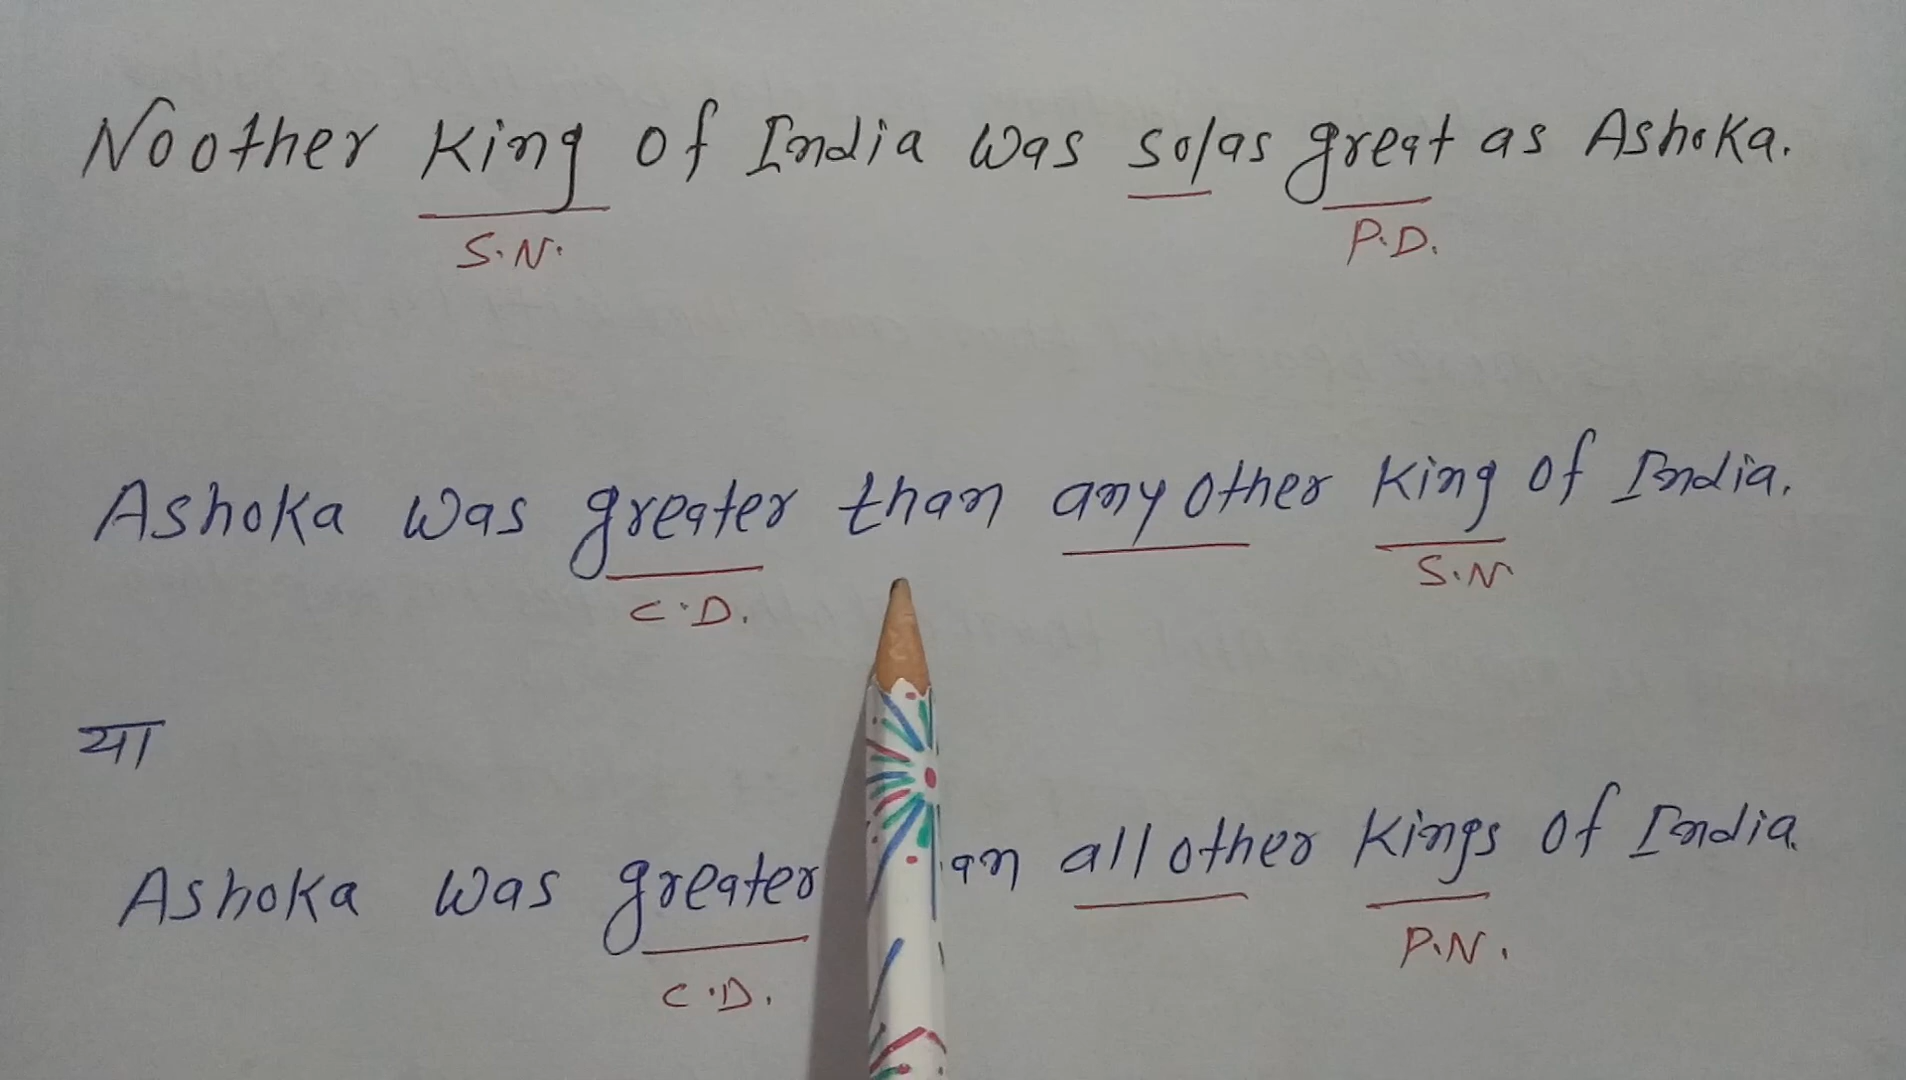 No other King of India was so/as great as Ashoka.
S.N. P.D.
Ashoka was greater than any other King of India.
C.D. S.N
या
Ashoka was greater an all other Kings of India.
C.D. P.N.